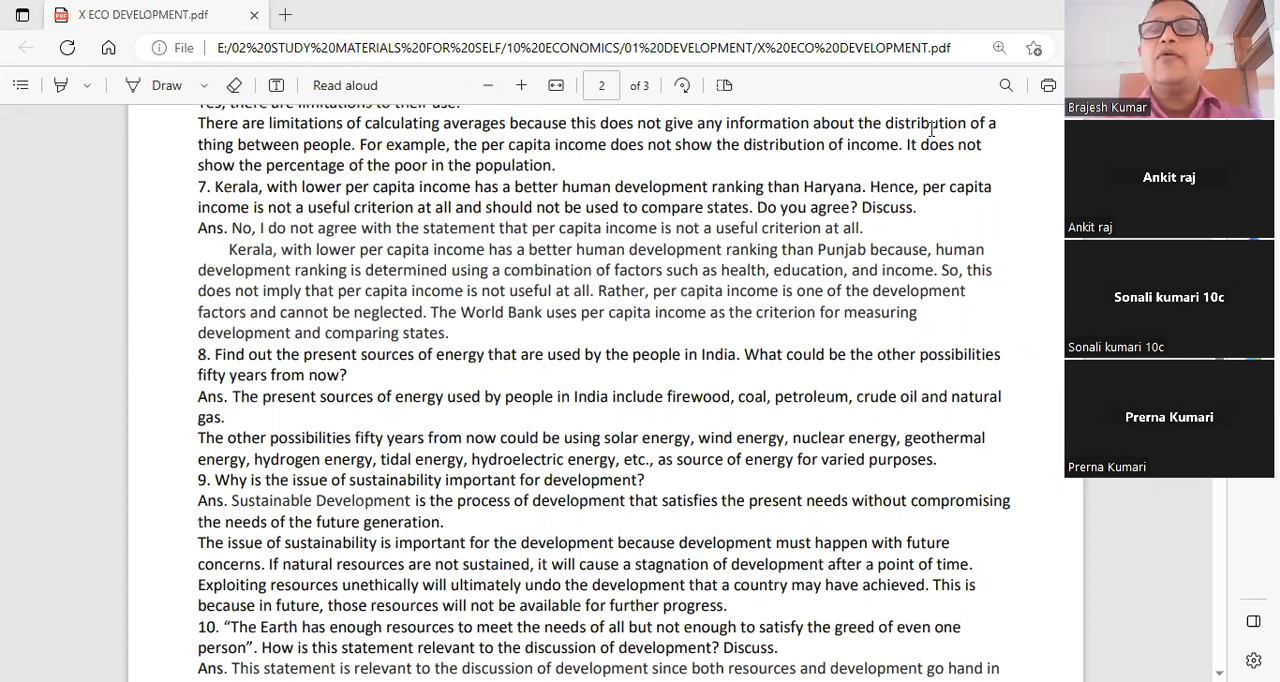 X ECO DEVELOPMENT.pdf
File
E:/02%20STUDY%20MATERIALS%20FOR%20SELF/10%20ECONOMICS/01%20DEVELOPMENT/X%20ECO%20DEVELOPMENT.pdf
Draw
Read aloud
2
of 3
Yes, there are limitations to their use.
There are limitations of calculating averages because this does not give any information about the distribution of a
thing between people. For example, the per capita income does not show the distribution of income. It does not
show the percentage of the poor in the population.
7. Kerala, with lower per capita income has a better human development ranking than Haryana. Hence, per capita
income is not a useful criterion at all and should not be used to compare states. Do you agree? Discuss.
Ans. No, I do not agree with the statement that per capita income is not a useful criterion at all.
Kerala, with lower per capita income has a better human development ranking than Punjab because, human
development ranking is determined using a combination of factors such as health, education, and income. So, this
does not imply that per capita income is not useful at all. Rather, per capita income is one of the development
factors and cannot be neglected. The World Bank uses per capita income as the criterion for measuring
development and comparing states.
8. Find out the present sources of energy that are used by the people in India. What could be the other possibilities
fifty years from now?
Ans. The present sources of energy used by people in India include firewood, coal, petroleum, crude oil and natural
gas.
The other possibilities fifty years from now could be using solar energy, wind energy, nuclear energy, geothermal
energy, hydrogen energy, tidal energy, hydroelectric energy, etc., as source of energy for varied purposes.
9. Why is the issue of sustainability important for development?
Ans. Sustainable Development is the process of development that satisfies the present needs without compromising
the needs of the future generation.
The issue of sustainability is important for the development because development must happen with future
concerns. If natural resources are not sustained, it will cause a stagnation of development after a point of time.
Exploiting resources unethically will ultimately undo the development that a country may have achieved. This is
because in future, those resources will not be available for further progress.
10. “The Earth has enough resources to meet the needs of all but not enough to satisfy the greed of even one
person”. How is this statement relevant to the discussion of development? Discuss.
Ans. This statement is relevant to the discussion of development since both resources and development go hand in
Brajesh Kumar
Ankit raj
Ankit raj
Sonali kumari 10c
Sonali kumari 10c
Prerna Kumari
Prerna Kumari